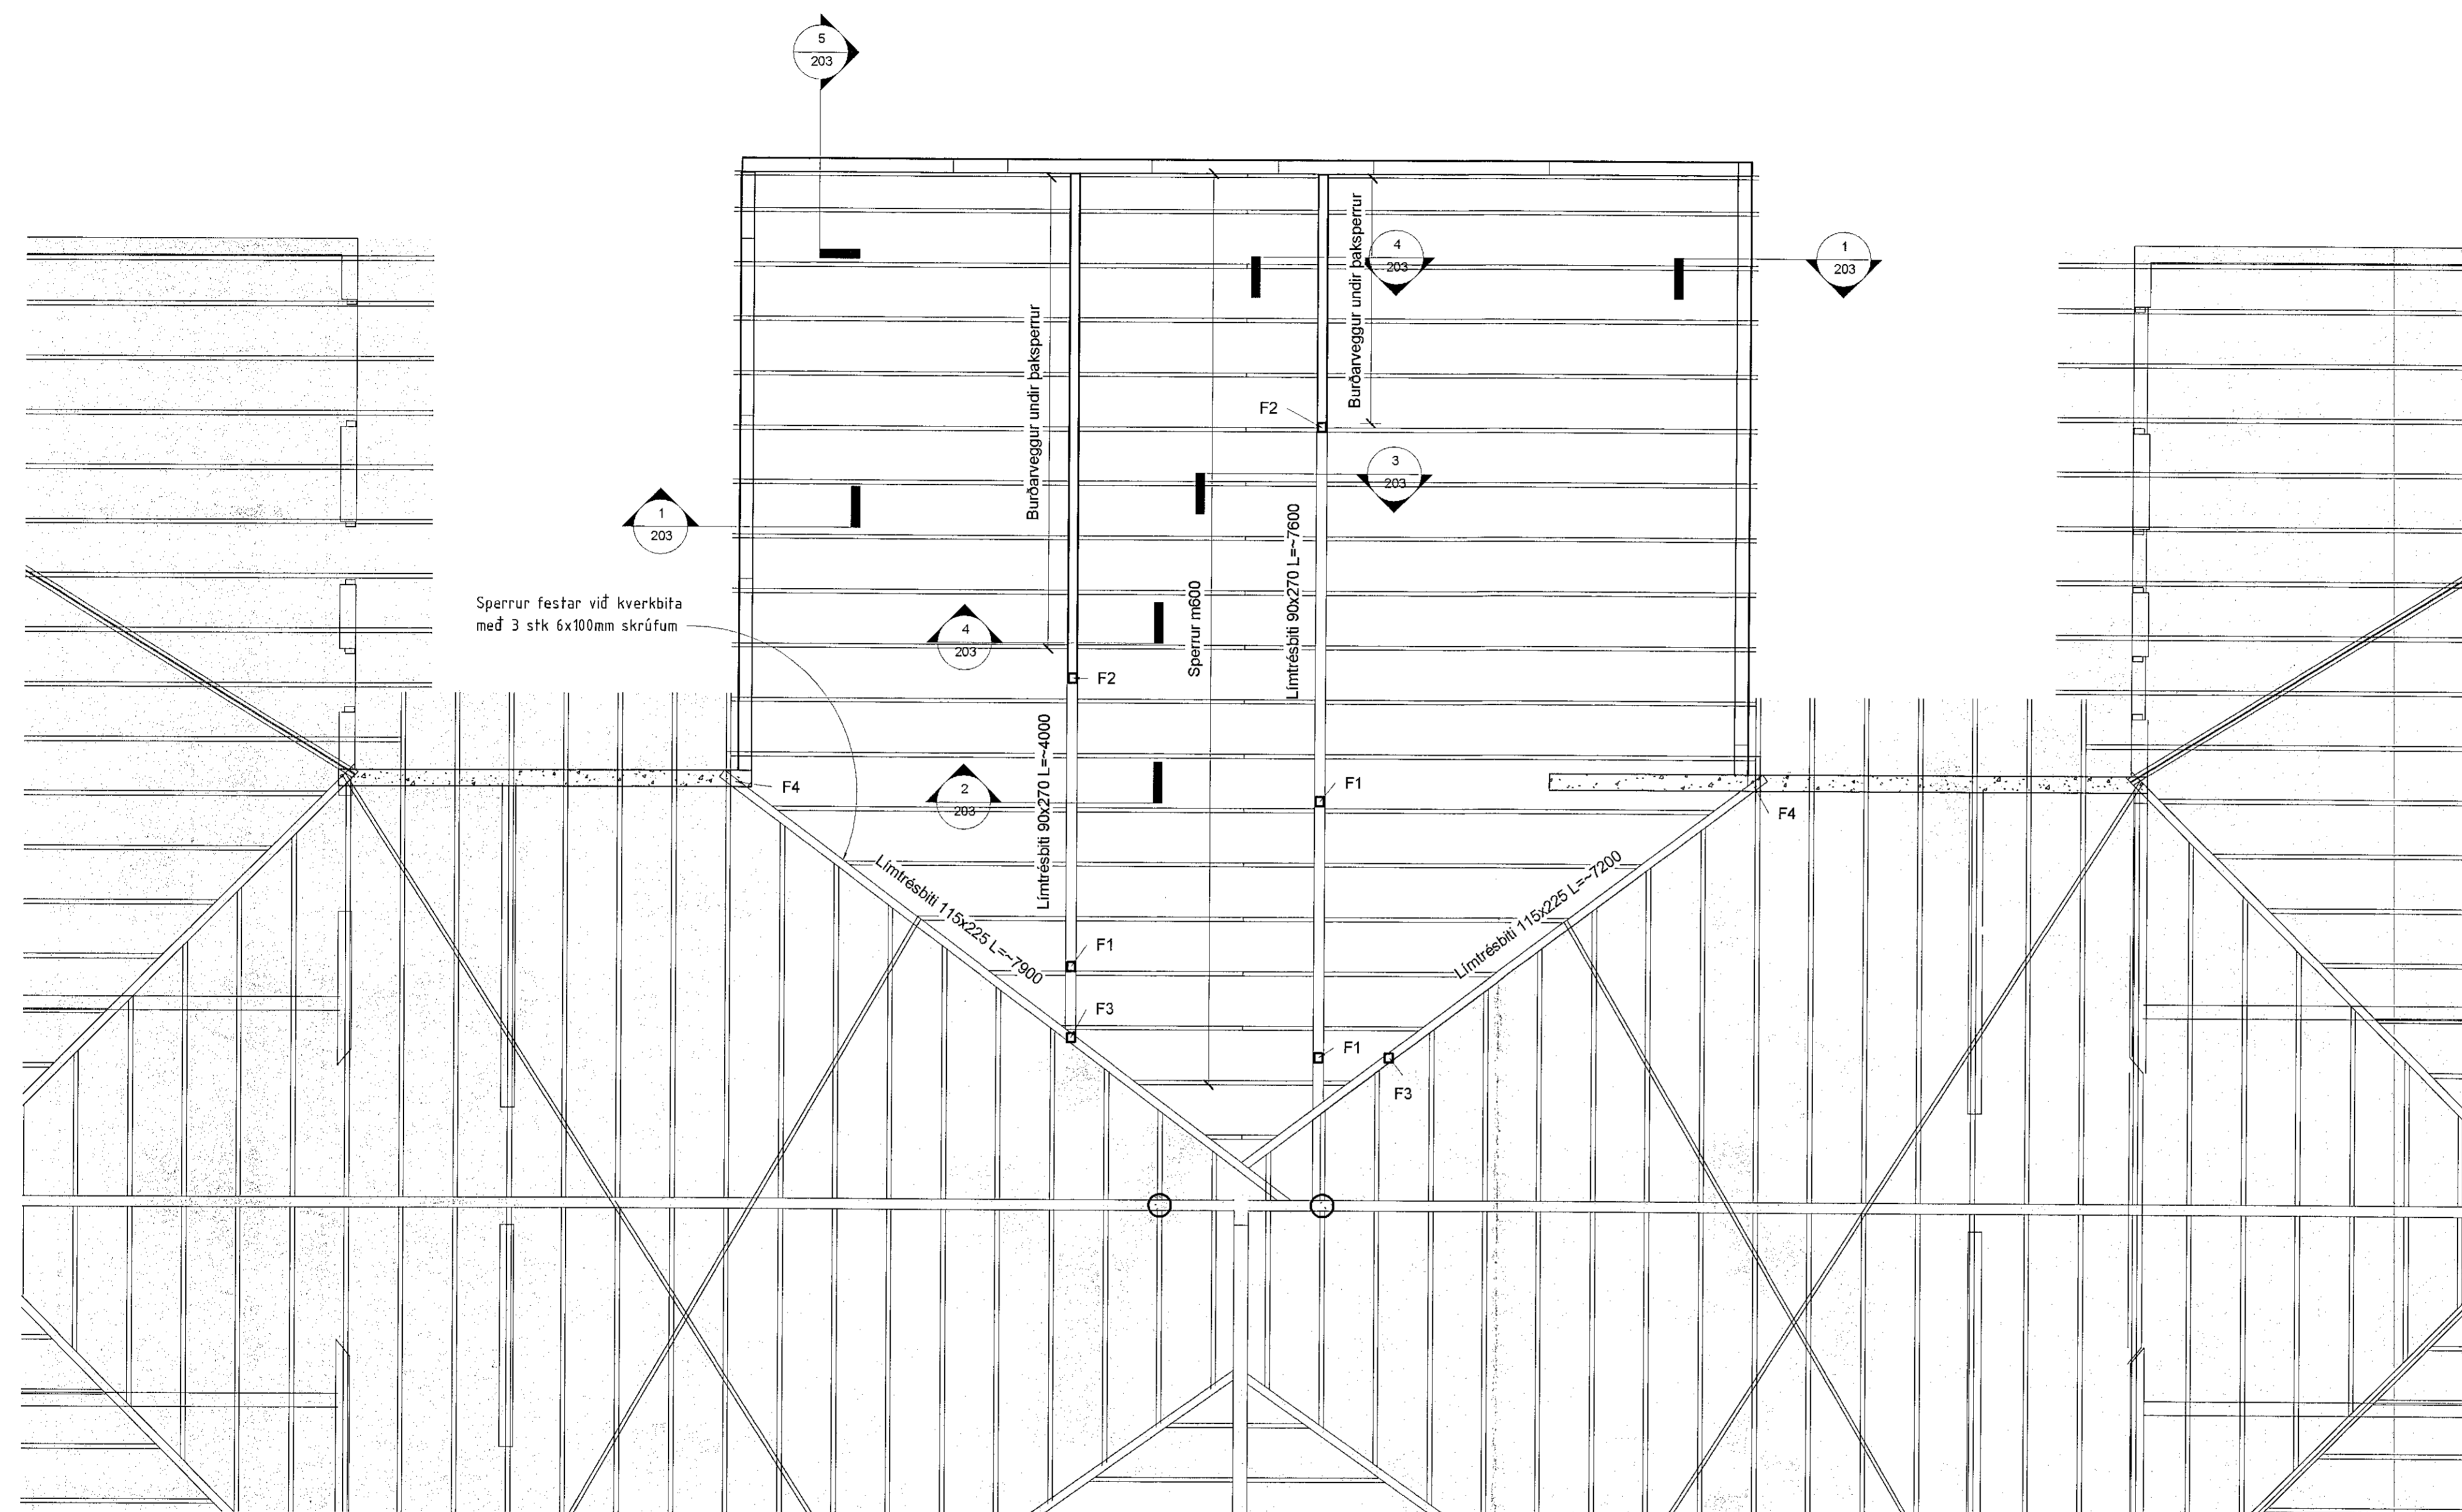 5
203
Burðarveggur undir þaksperrur
Burðarveggur undir þaksperrur
4
203
1
203
F2
3
203
1
203
Límtrésbiti 90x270 L=~7600
Sperrur m600
Sperrur festar við kverkbita
með 3 stk 6x100mm skrúfum
4
203
F2
Límtrésbiti 90x270 L=~4000
2
203
F4
F1
F4
Límtrésbiti 115x225 L=~7900
Límtrésbiti 115x225 L=~7200
F1
F3
F1
F3